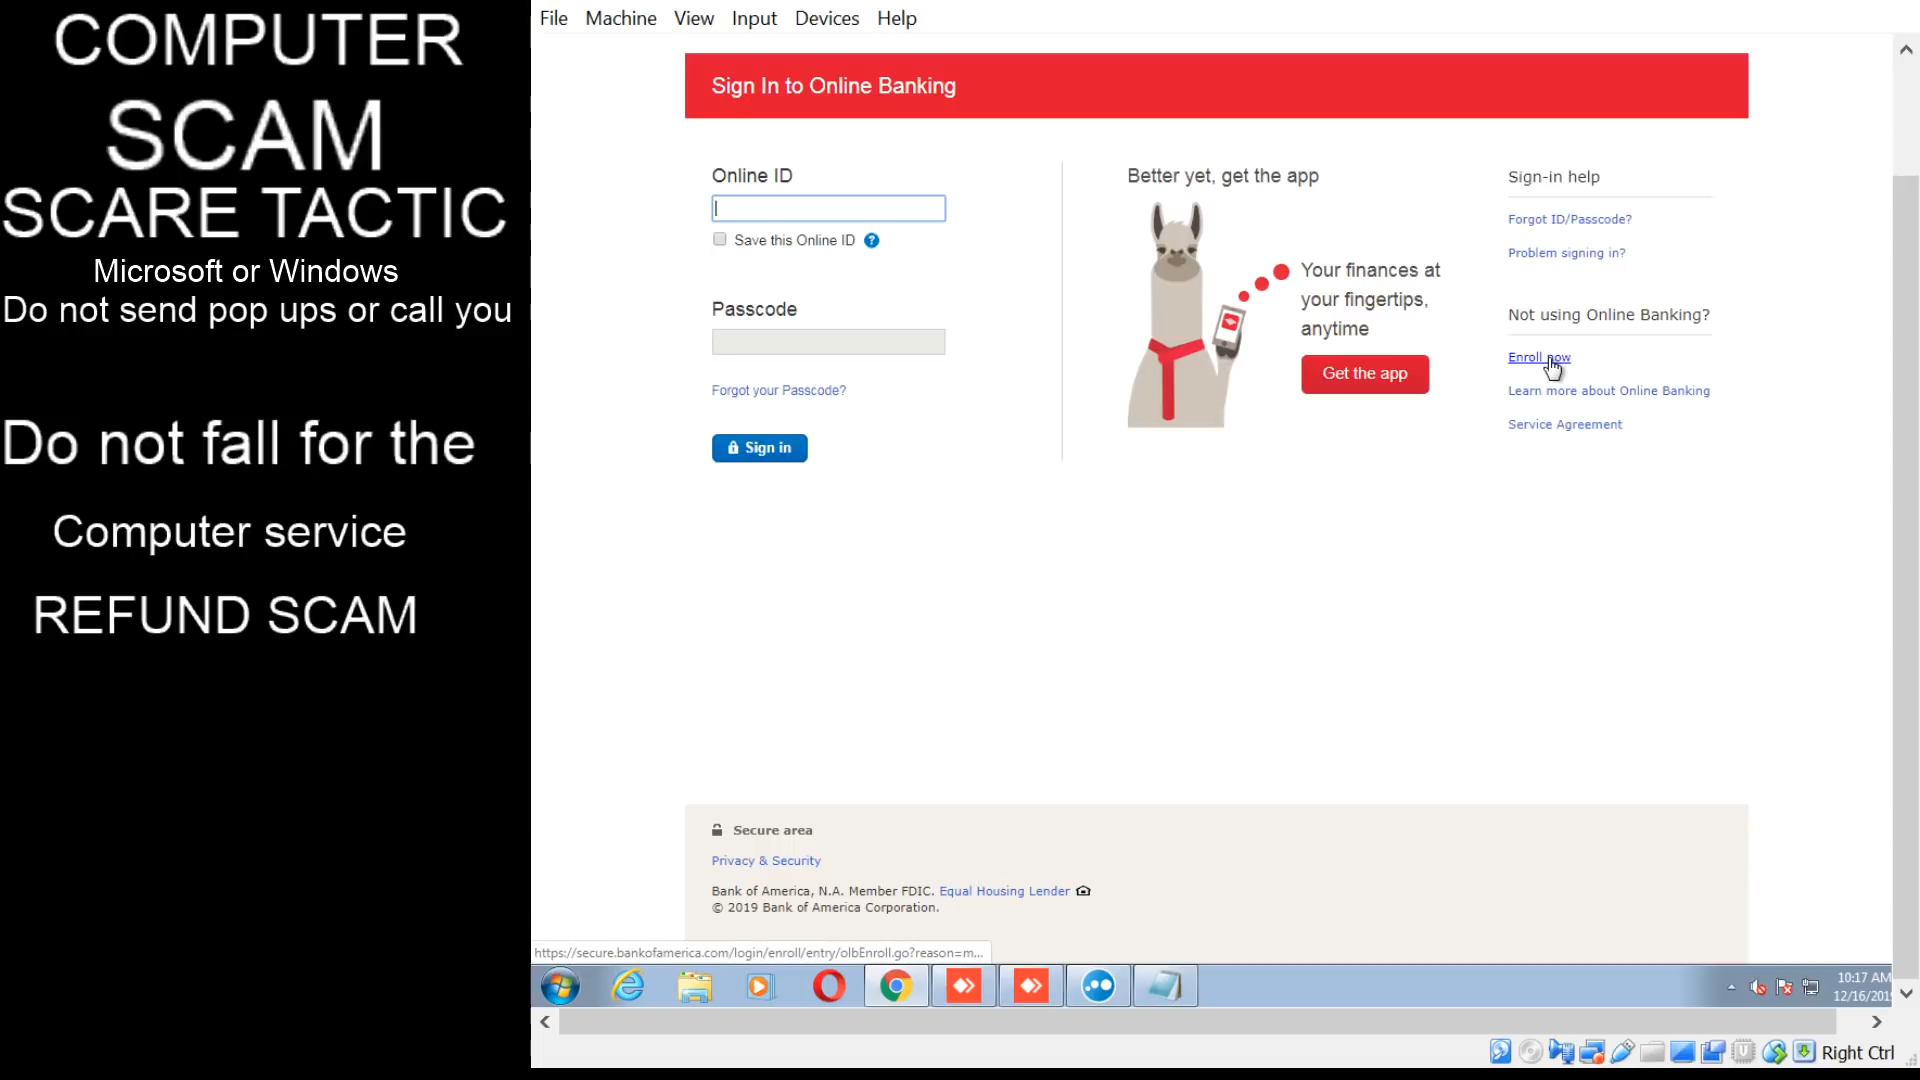 COMPUTER
SCAM
SCARE TACTIC
Microsoft or Windows
Do not send pop ups or call you
Do not fall for the
Computer service
REFUND SCAM
File Machine View Input Devices Help
Sign In to Online Banking
Online ID
Save this Online ID ?
Passcode
Forgot your Passcode?
Sign in
Better yet, get the app
Your finances at
your fingertips,
anytime
Get the app
Sign-in help
Forgot ID/Passcode?
Problem signing in?
Not using Online Banking?
Enroll now
Learn more about Online Banking
Service Agreement
Secure area
Privacy & Security
Bank of America, N.A. Member FDIC. Equal Housing Lender
© 2019 Bank of America Corporation.
https://secure.bankofamerica.com/login/enroll/entry/olbEnroll.go?reason=m...
10:17 AM
12/16/201
Right Ctrl